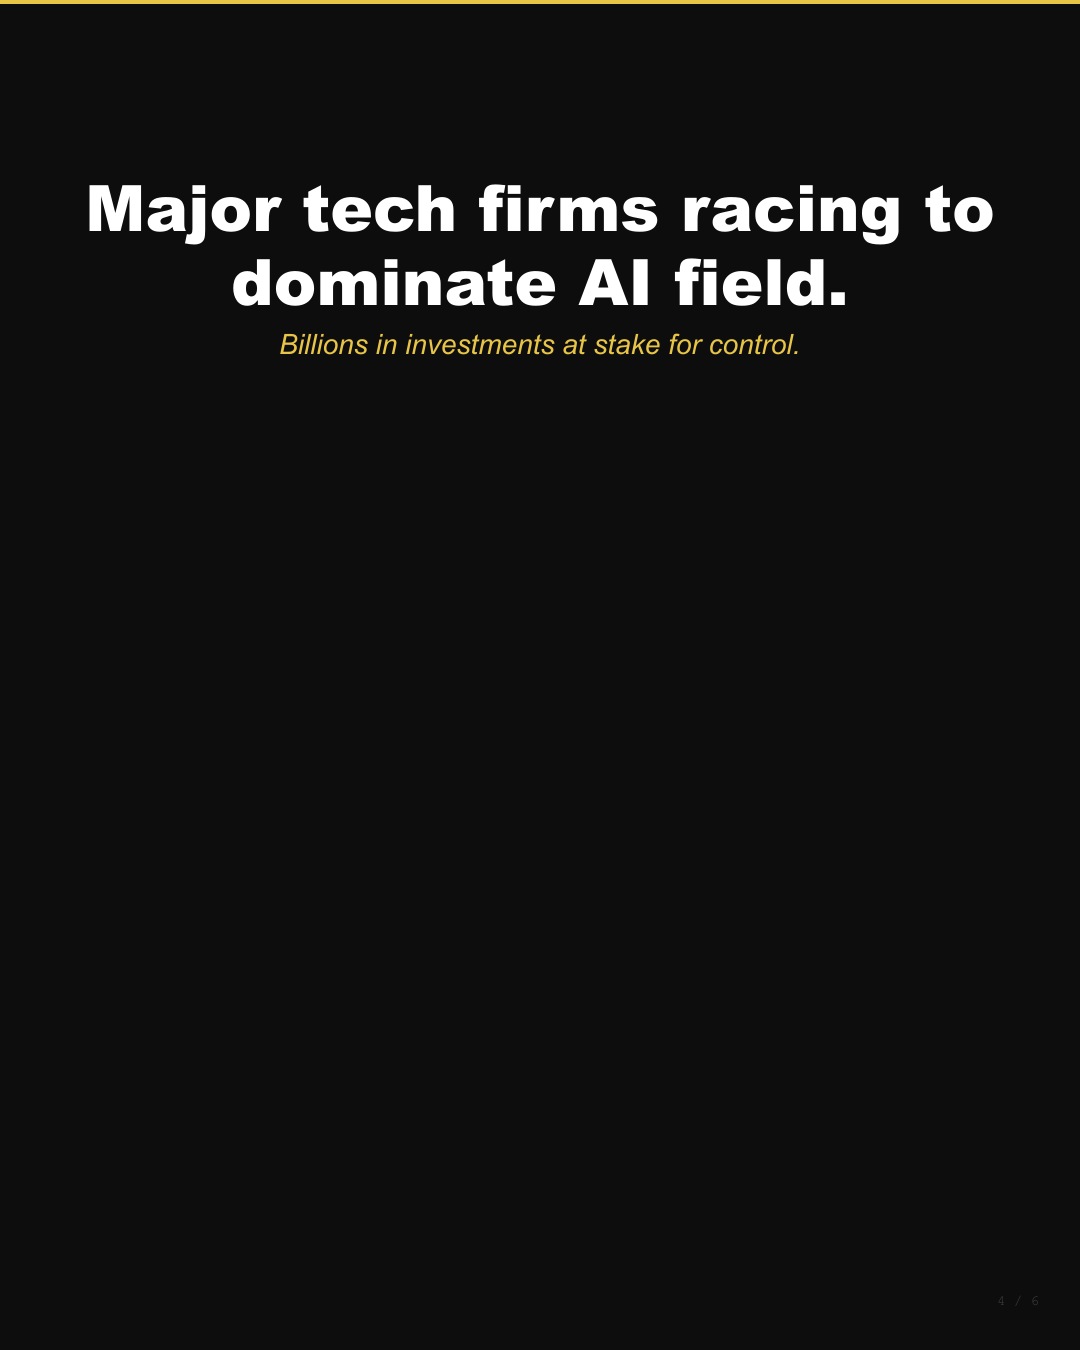 Major tech firms racing to
dominate AI field.
Billions in investments at stake for control.
4 / 6